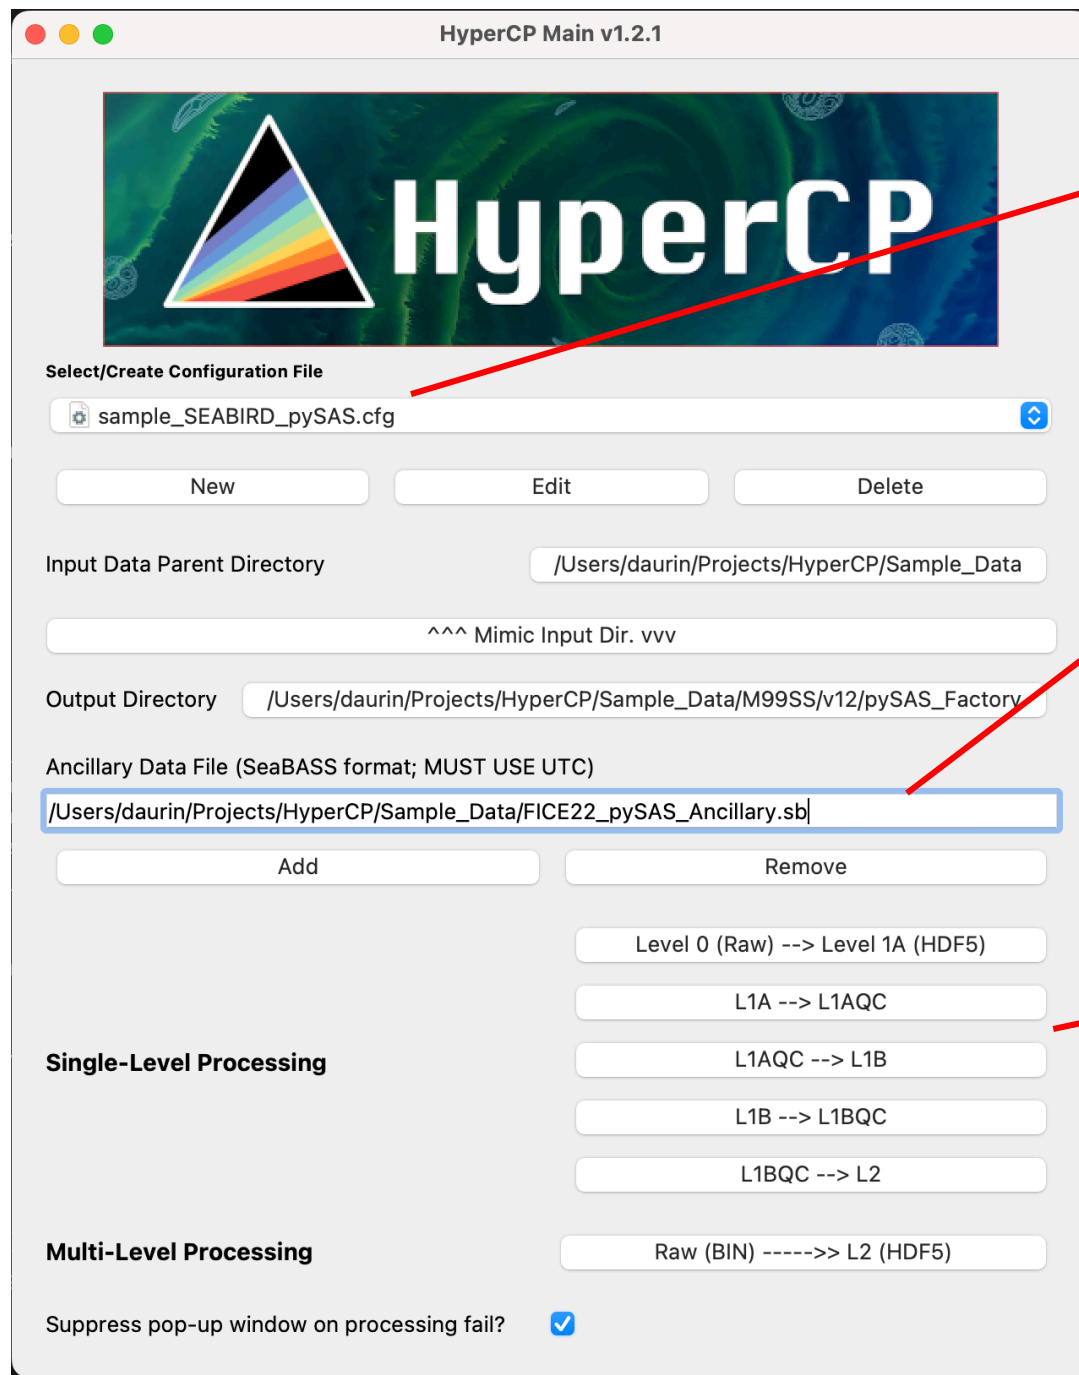 HyperCP Main v1.2.1
HyperCP
Select/Create Configuration File
sample_SEABIRD_pySAS.cfg
New Edit Delete
Input Data Parent Directory /Users/daurin/Projects/HyperCP/Sample_Data
^^^ Mimic Input Dir. vvv
Output Directory /Users/daurin/Projects/HyperCP/Sample_Data/M99SS/v12/pySAS_Factory
Ancillary Data File (SeaBASS format; MUST USE UTC)
/Users/daurin/Projects/HyperCP/Sample_Data/FICE22_pySAS_Ancillary.sb
Add Remove
Level 0 (Raw) --> Level 1A (HDF5)
L1A --> L1AQC
Single-Level Processing L1AQC --> L1B
L1B --> L1BQC
L1BQC --> L2
Multi-Level Processing Raw (BIN) ----->> L2 (HDF5)
Suppress pop-up window on processing fail?